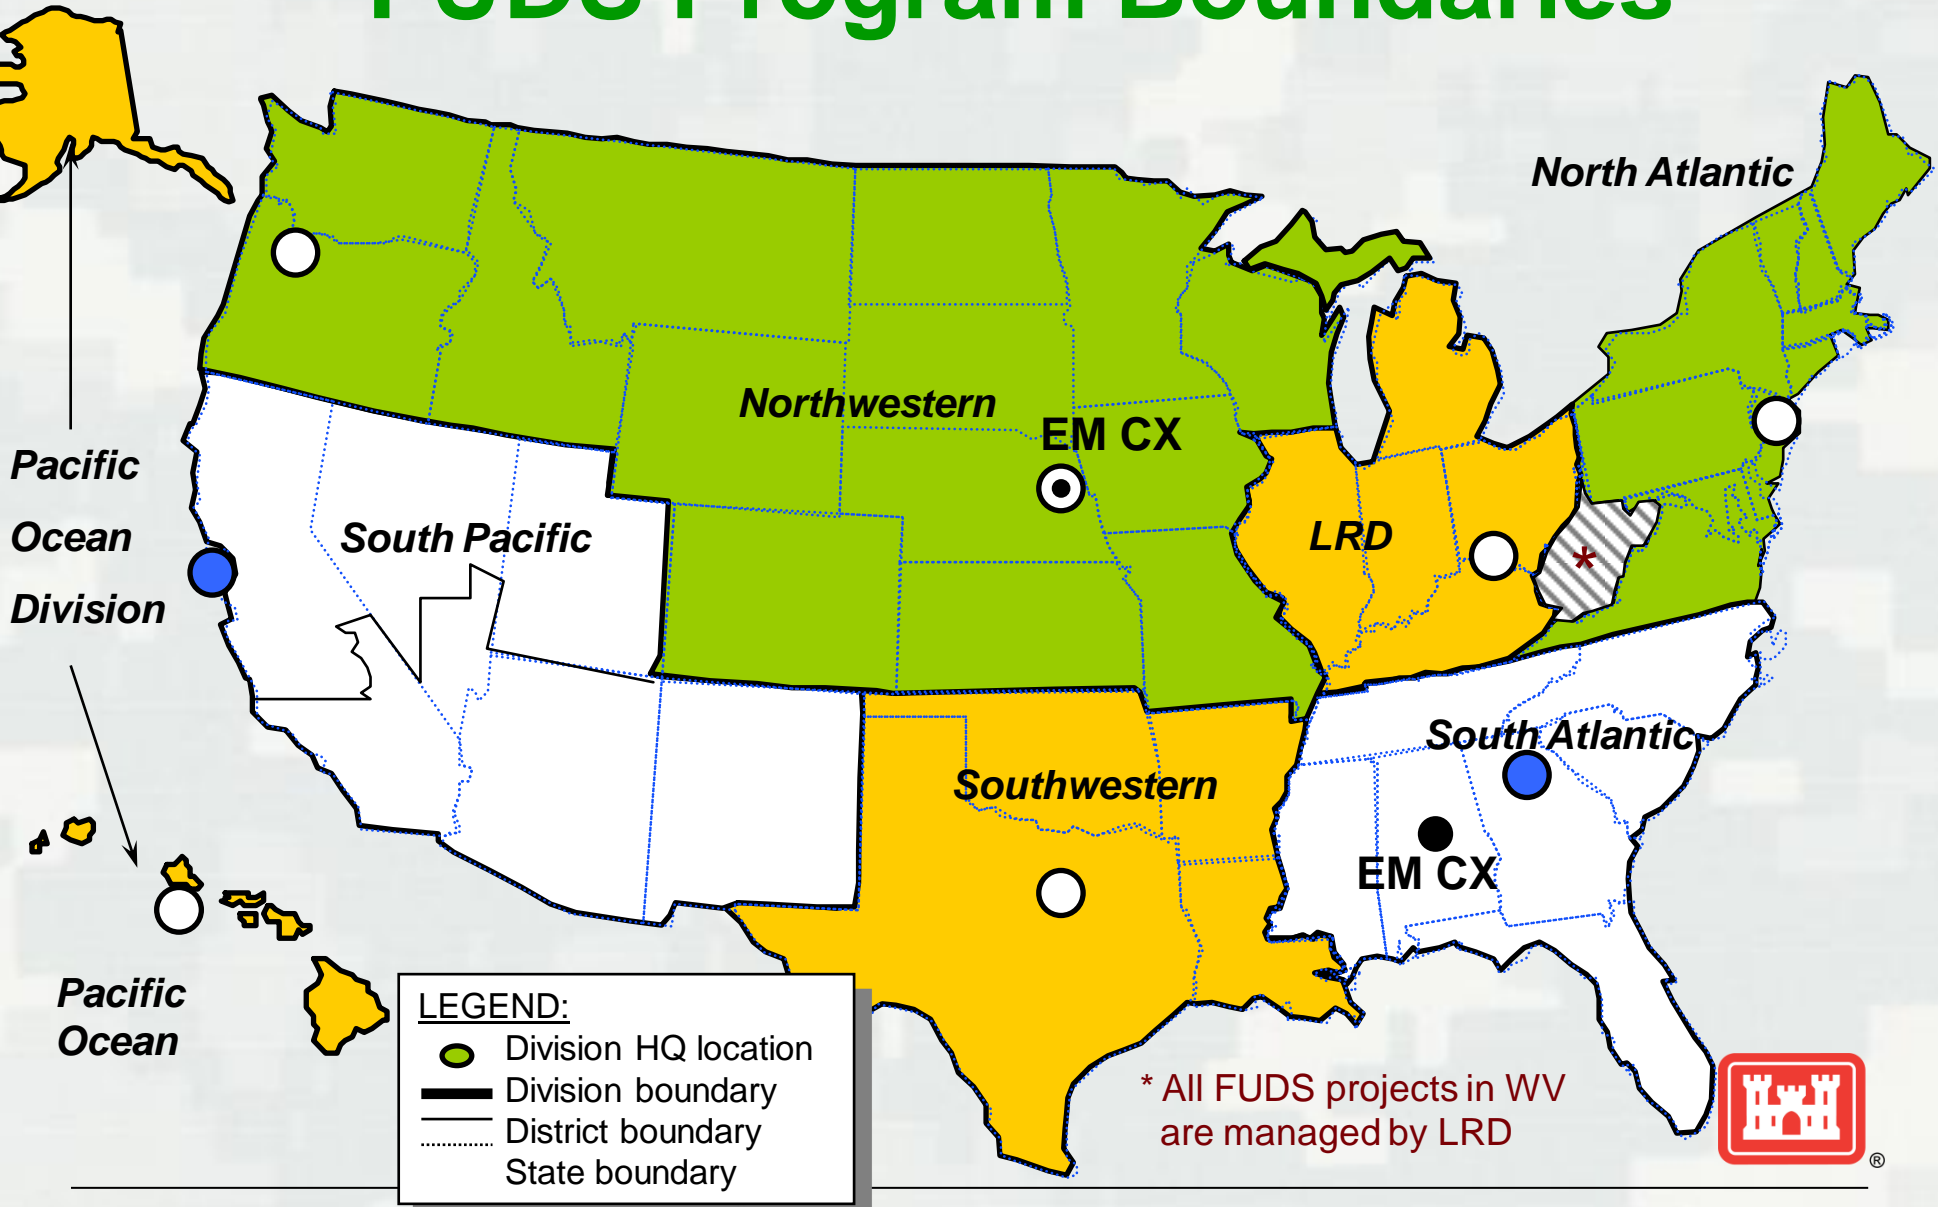 FUDS Program Boundaries
North Atlantic
Northwestern
EM CX
Pacific
Ocean
Division
South Pacific
LRD
*
South Atlantic
Southwestern
EM CX
Pacific
Ocean
LEGEND:
Division HQ location
Division boundary
District boundary
State boundary
* All FUDS projects in WV
are managed by LRD
®